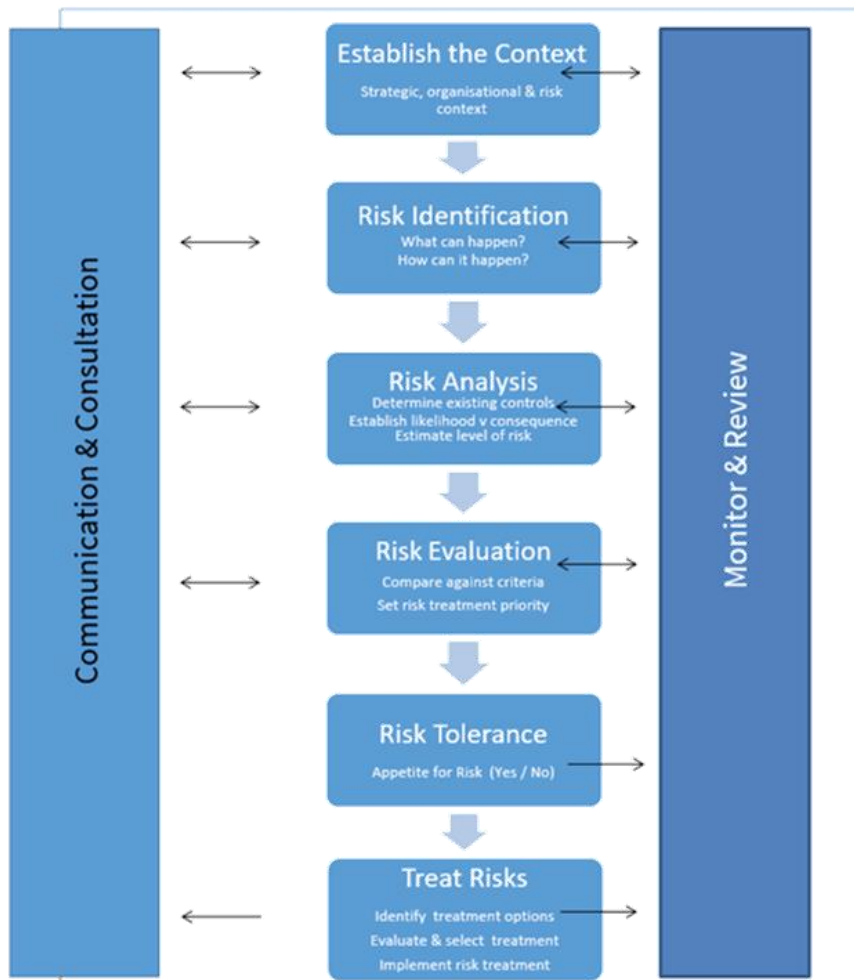 Communication & Consultation
Establish the Context
Strategic, organisational & risk
context
Risk Identification
What can happen?
How can it happen?
Risk Analysis
Determine existing controls
Establish likelihood v consequence
Estimate level of risk
Risk Evaluation
Compare against criteria
Set risk treatment priority
Risk Tolerance
Appetite for Risk (Yes / No)
Treat Risks
Identify treatment options
Evaluate & select treatment
Implement risk treatment
Monitor & Review